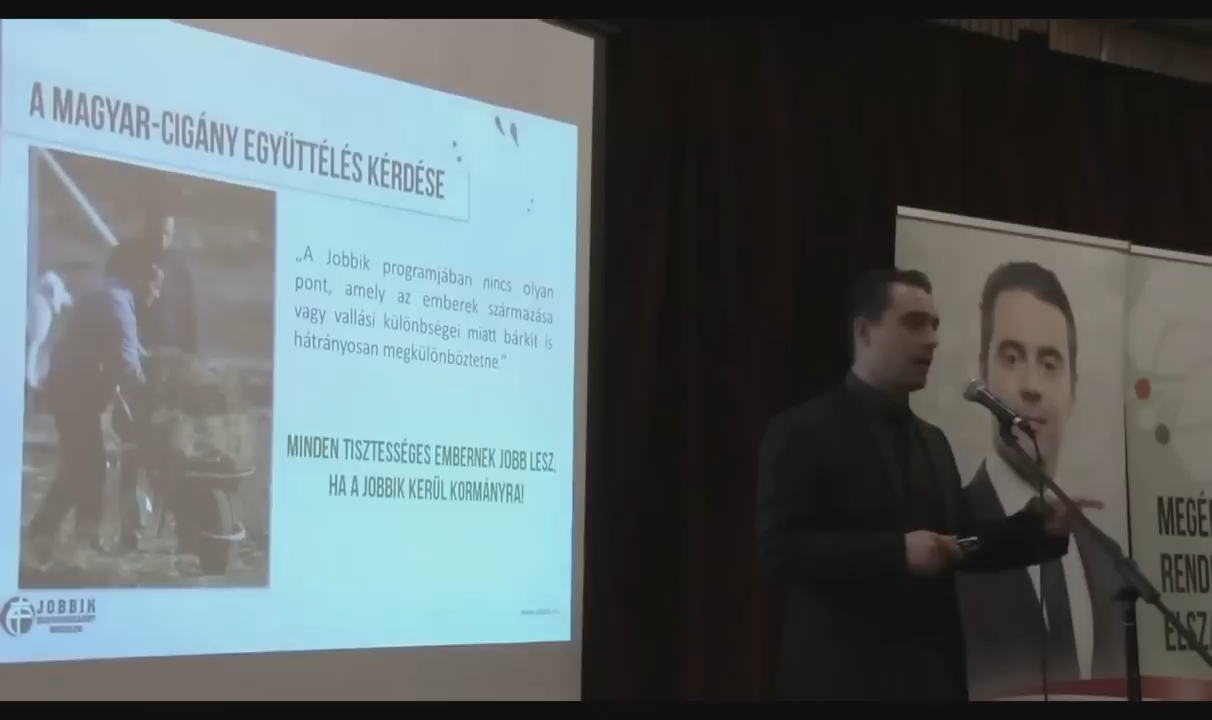 A MAGYAR-CIGÁNY EGYÜTTÉLÉS KÉRDÉSE
„A Jobbik programjában nincs olyan
pont, amely az emberek származása
vagy vallási különbségei miatt bárkit is
hátrányosan megkülönböztetne.”
MINDEN TISZTESSÉGES EMBERNEK JOBB LESZ,
HA A JOBBIK KERÜL KORMÁNYRA!
JOBBIK
MEGÉ
REND
ELSZ